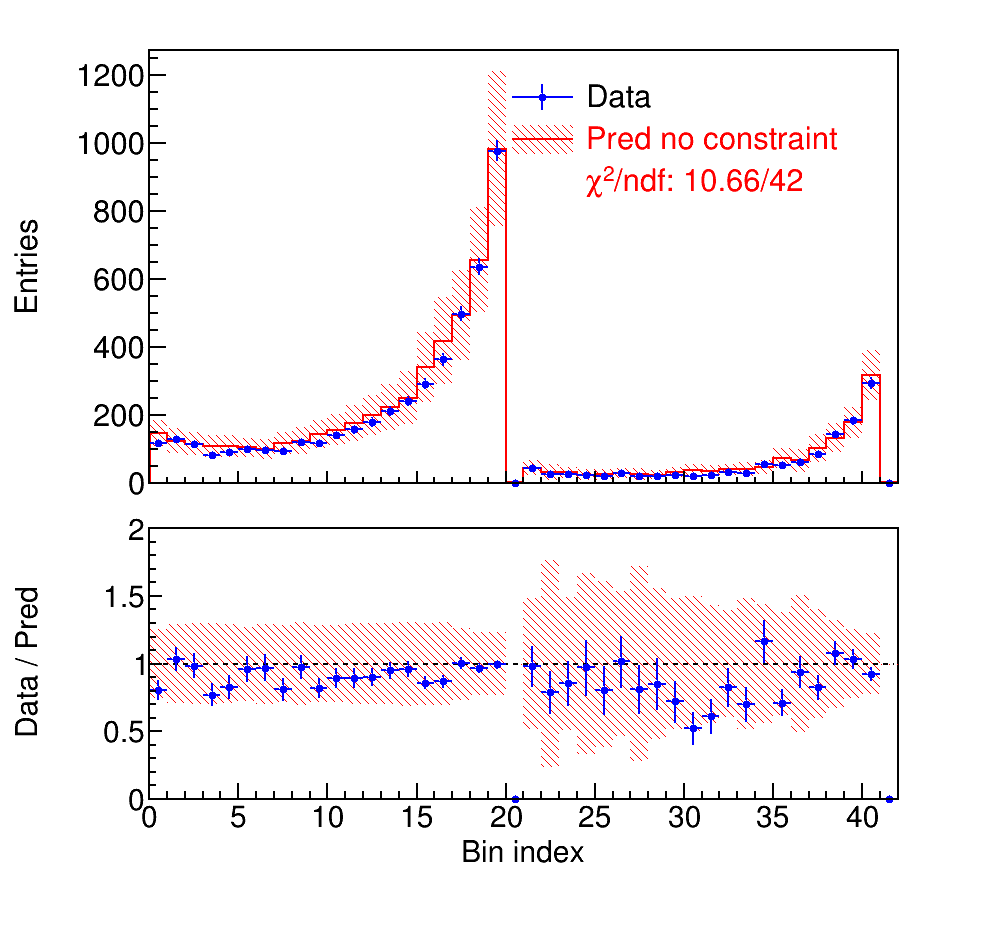 1200
1000
800
600
400
200
0
Entries
Data
Pred no constraint
χ²/ndf: 10.66/42
2
1.5
1
0.5
0
Data / Pred
0 5 10 15 20 25 30 35 40
Bin index